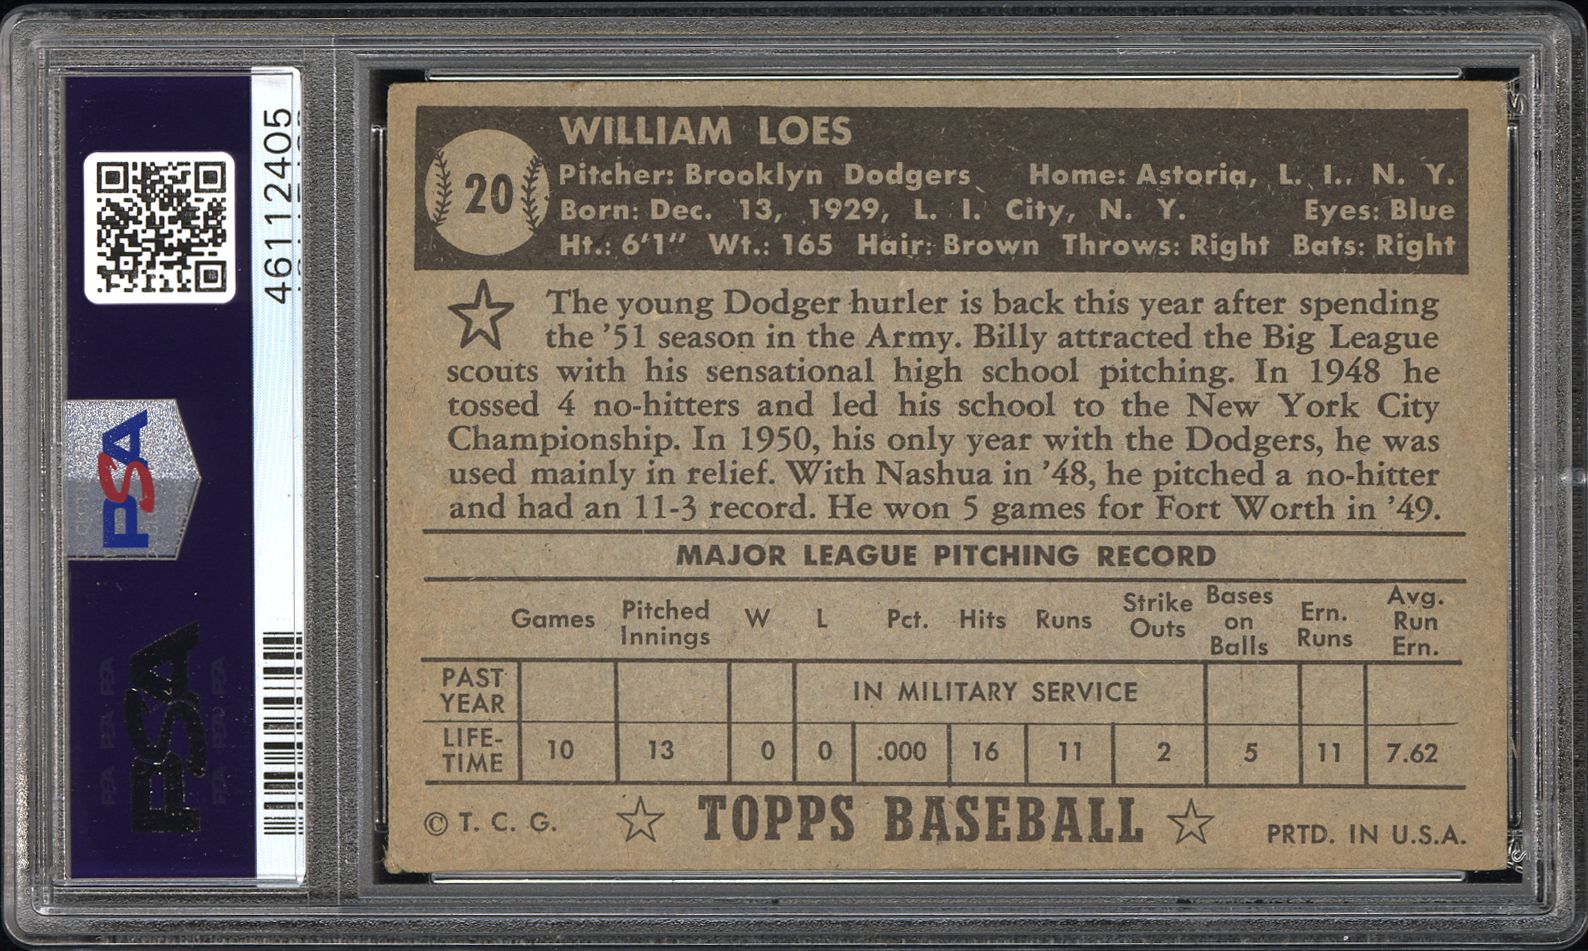 46112405
PSA
PSA
20
WILLIAM LOES
Pitcher: Brooklyn Dodgers Home: Astoria, L. I., N. Y.
Born: Dec. 13, 1929, L. I. City, N. Y. Eyes: Blue
Ht.: 6'1" Wt.: 165 Hair: Brown Throws: Right Bats: Right
The young Dodger hurler is back this year after spending
the '51 season in the Army. Billy attracted the Big League
scouts with his sensational high school pitching. In 1948 he
tossed 4 no-hitters and led his school to the New York City
Championship. In 1950, his only year with the Dodgers, he was
used mainly in relief. With Nashua in '48, he pitched a no-hitter
and had an 11-3 record. He won 5 games for Fort Worth in '49.
MAJOR LEAGUE PITCHING RECORD
Games Pitched Innings W L Pct. Hits Runs Strike Outs Bases on Balls Ern. Runs Avg. Run Ern.
PAST YEAR IN MILITARY SERVICE
LIFE-TIME 10 13 0 0 .000 16 11 2 5 11 7.62
© T. C. G. TOPPS BASEBALL PRTD. IN U.S.A.